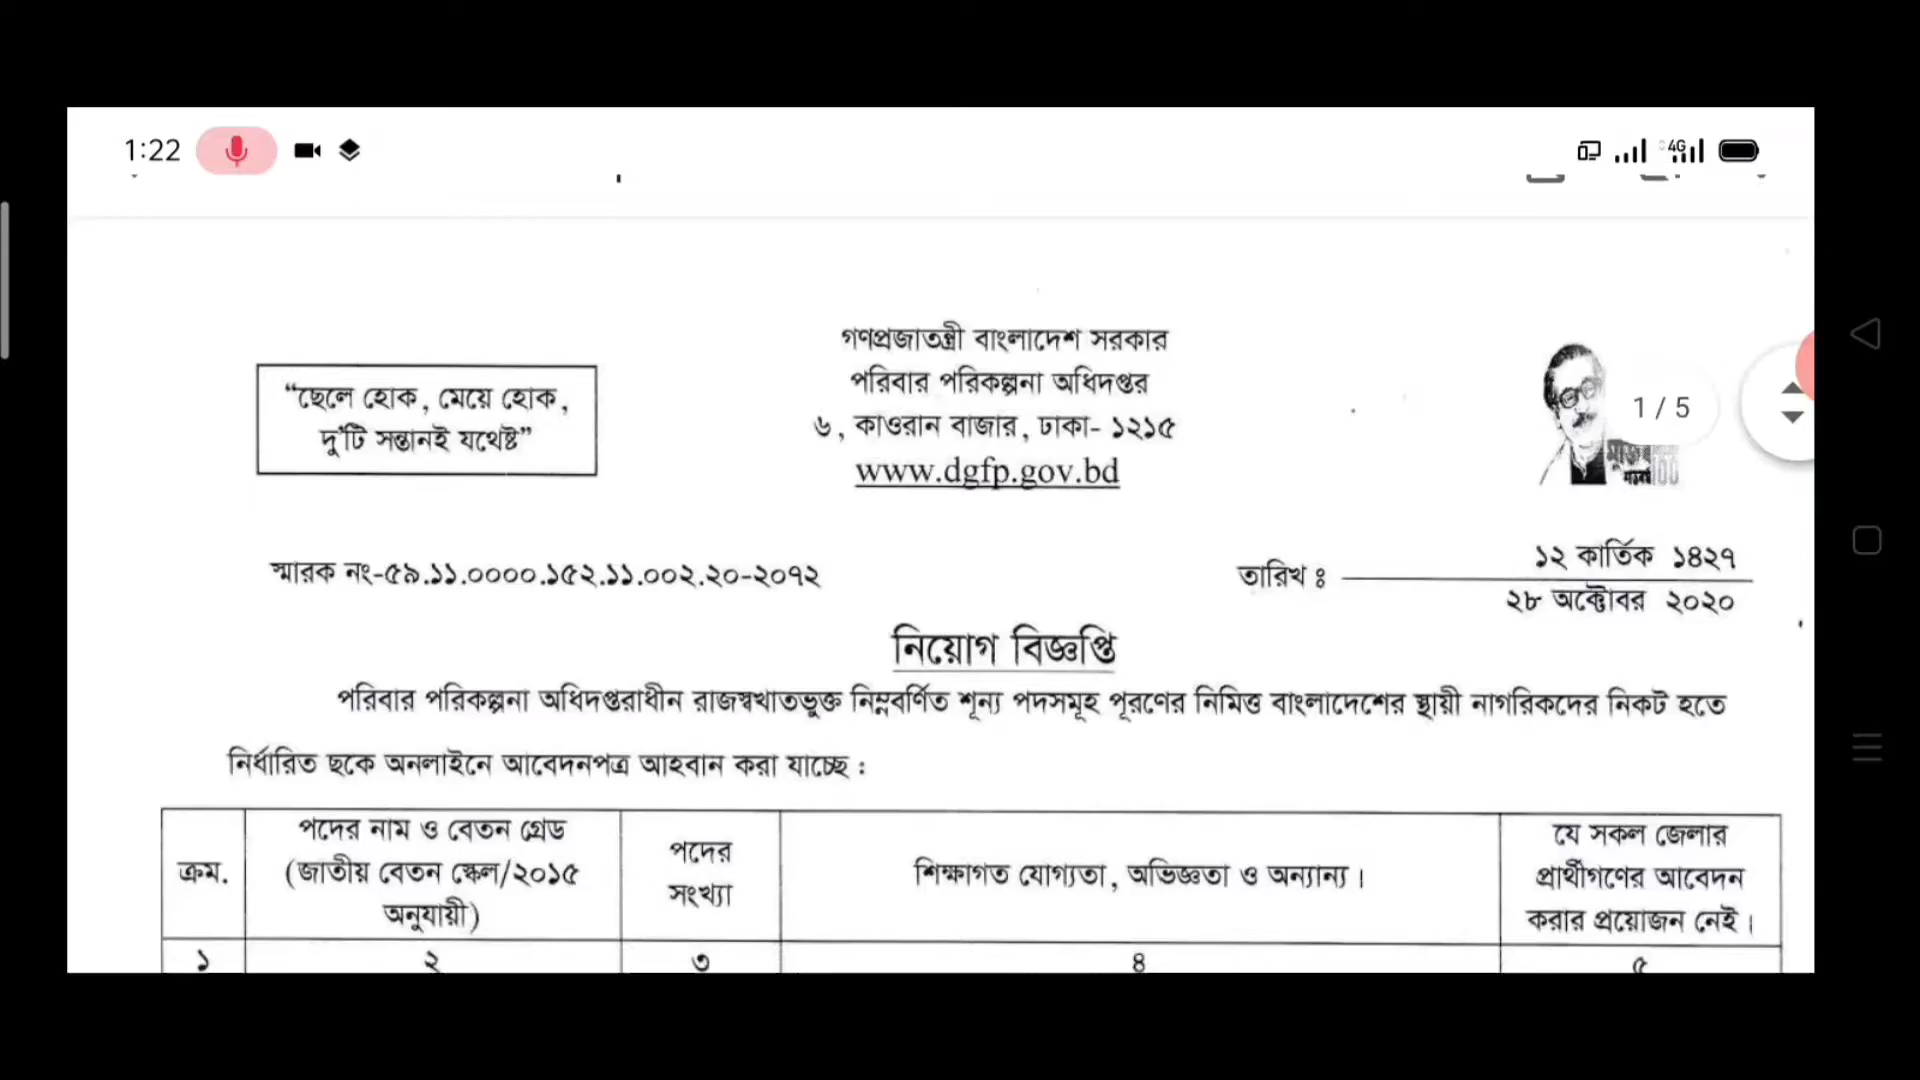 1:22
4G
গণপ্রজাতন্ত্রী বাংলাদেশ সরকার
পরিবার পরিকল্পনা অধিদপ্তর
৬, কাওরান বাজার, ঢাকা- ১২১৫
www.dgfp.gov.bd
“ছেলে হোক, মেয়ে হোক,
দু’টি সন্তানই যথেষ্ট”
1 / 5
স্মারক নং-৫৯.১১.০০০০.১৫২.১১.০০২.২০-২০৭২
তারিখ ঃ
১২ কার্তিক ১৪২৭
২৮ অক্টোবর ২০২০
নিয়োগ বিজ্ঞপ্তি
পরিবার পরিকল্পনা অধিদপ্তরাধীন রাজস্বখাতভুক্ত নিম্নবর্ণিত শূন্য পদসমূহ পূরণের নিমিত্ত বাংলাদেশের স্থায়ী নাগরিকদের নিকট হতে
নির্ধারিত ছকে অনলাইনে আবেদনপত্র আহবান করা যাচ্ছে :
ক্রম.
পদের নাম ও বেতন গ্রেড
(জাতীয় বেতন স্কেল/২০১৫
অনুযায়ী)
পদের
সংখ্যা
শিক্ষাগত যোগ্যতা, অভিজ্ঞতা ও অন্যান্য।
যে সকল জেলার
প্রার্থীগণের আবেদন
করার প্রয়োজন নেই।
১ ২ ৩ ৪ ৫